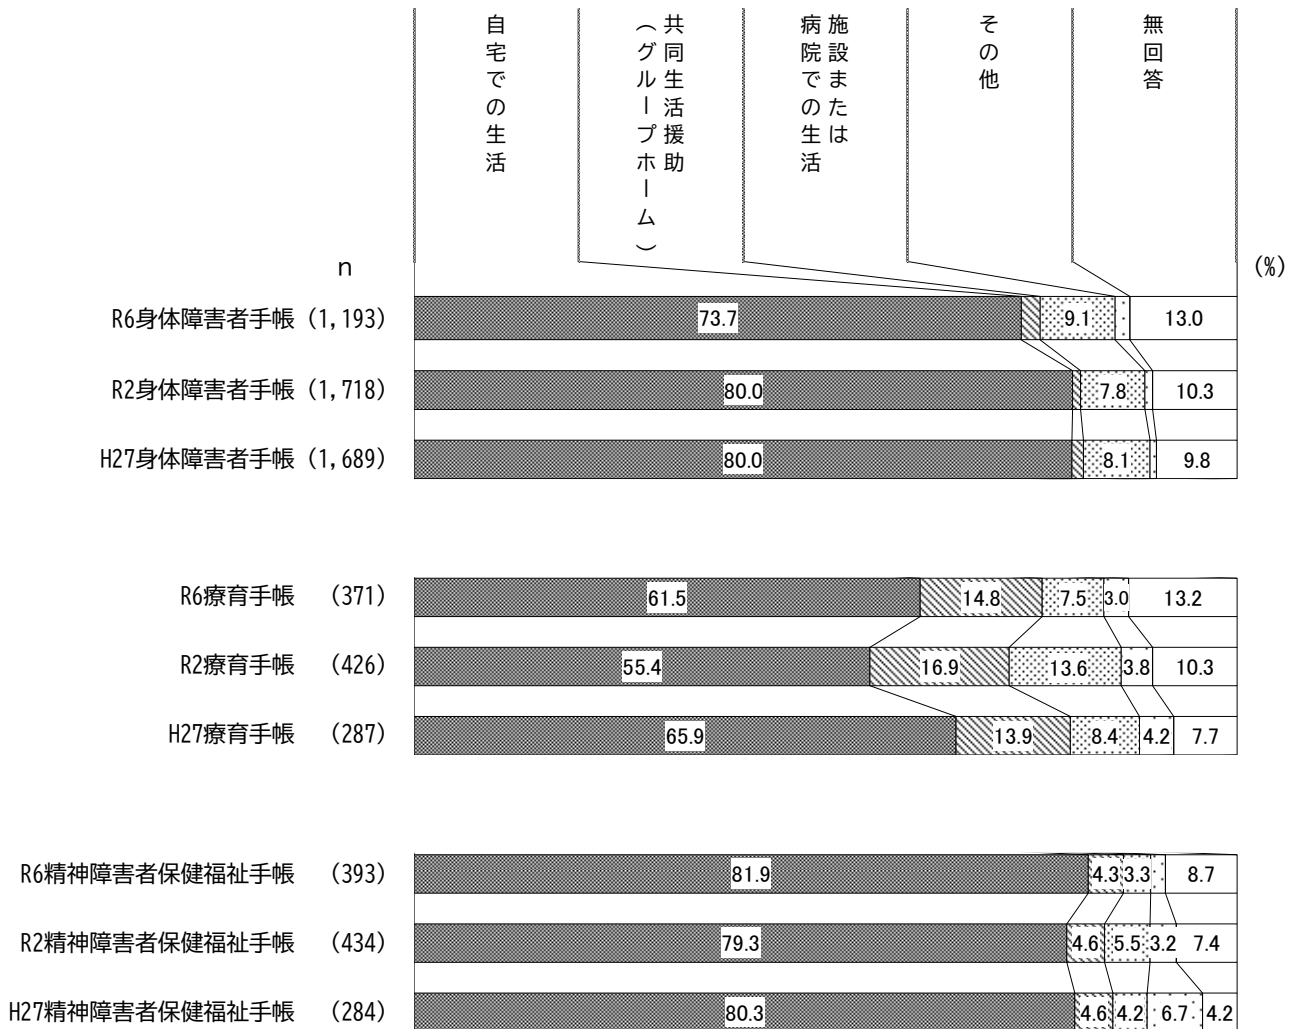 自宅での生活
共同生活援助
（グループホーム）
施設または
病院での生活
その他
無回答
n
(%)
R6身体障害者手帳 (1,193) 73.7 9.1 13.0
R2身体障害者手帳 (1,718) 80.0 7.8 10.3
H27身体障害者手帳 (1,689) 80.0 8.1 9.8
R6療育手帳 (371) 61.5 14.8 7.5 3.0 13.2
R2療育手帳 (426) 55.4 16.9 13.6 3.8 10.3
H27療育手帳 (287) 65.9 13.9 8.4 4.2 7.7
R6精神障害者保健福祉手帳 (393) 81.9 4.3 3.3 8.7
R2精神障害者保健福祉手帳 (434) 79.3 4.6 5.5 3.2 7.4
H27精神障害者保健福祉手帳 (284) 80.3 4.6 4.2 6.7 4.2